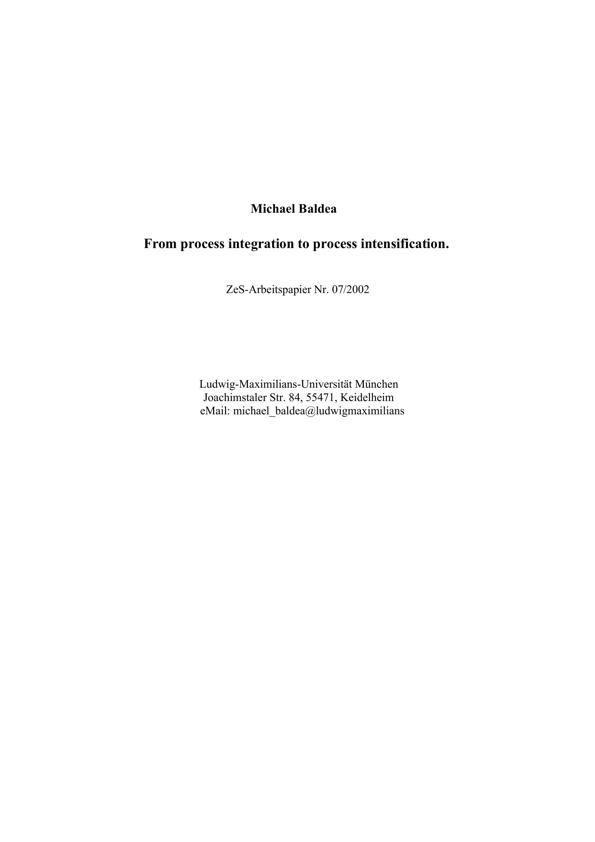 Michael Baldea
From process integration to process intensification.
ZeS-Arbeitspapier Nr. 07/2002
Ludwig-Maximilians-Universität München
Joachimstaler Str. 84, 55471, Keidelheim
eMail: michael_baldea@ludwigmaximilians